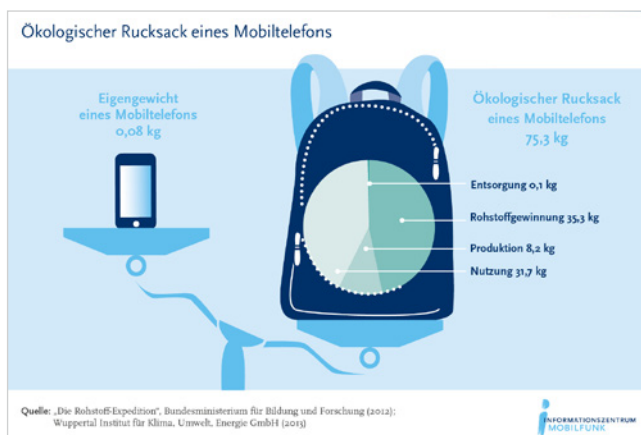 Ökologischer Rucksack eines Mobiltelefons
Eigengewicht
eines Mobiltelefons
0,08 kg
Ökologischer Rucksack
eines Mobiltelefons
75,3 kg
Entsorgung 0,1 kg
Rohstoffgewinnung 35,3 kg
Produktion 8,2 kg
Nutzung 31,7 kg
Quelle: „Die Rohstoff-Expedition“, Bundesministerium für Bildung und Forschung (2012);
Wuppertal Institut für Klima, Umwelt, Energie GmbH (2013)
INFORMATIONSZENTRUM
MOBILFUNK